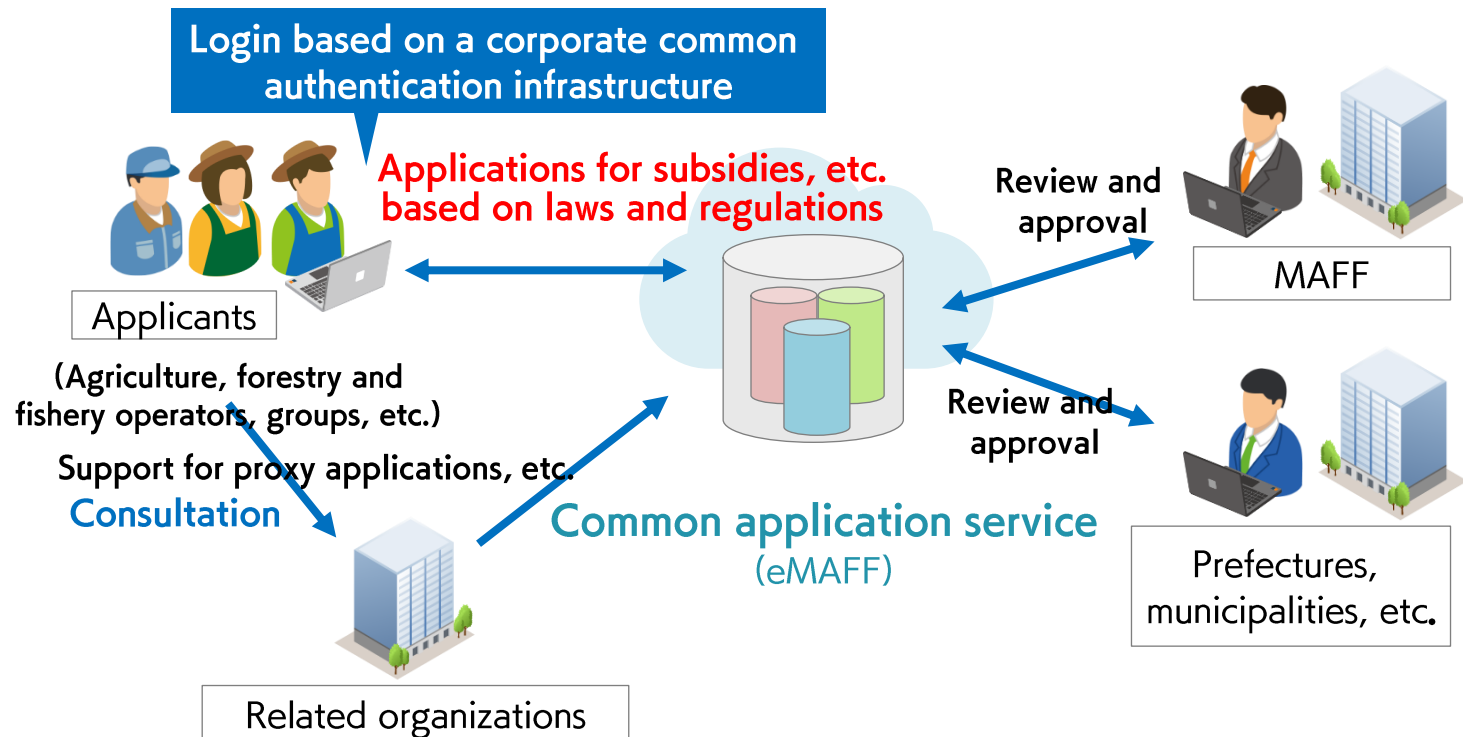 Login based on a corporate common
authentication infrastructure
Applications for subsidies, etc.
based on laws and regulations
Review and
approval
MAFF
Applicants
(Agriculture, forestry and
fishery operators, groups, etc.)
Review and
approval
Support for proxy applications, etc.
Consultation
Common application service
(eMAFF)
Prefectures,
municipalities, etc.
Related organizations